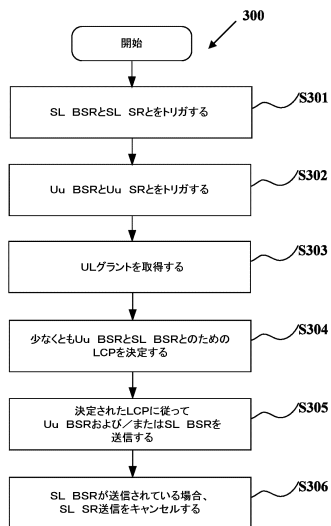 300
開始
SL BSRとSL SRとをトリガする
S301
Uu BSRとUu SRとをトリガする
S302
ULグラントを取得する
S303
少なくともUu BSRとSL BSRとのための
LCPを決定する
S304
決定されたLCPに従って
Uu BSRおよび／またはSL BSRを
送信する
S305
SL BSRが送信されている場合、
SL SR送信をキャンセルする
S306